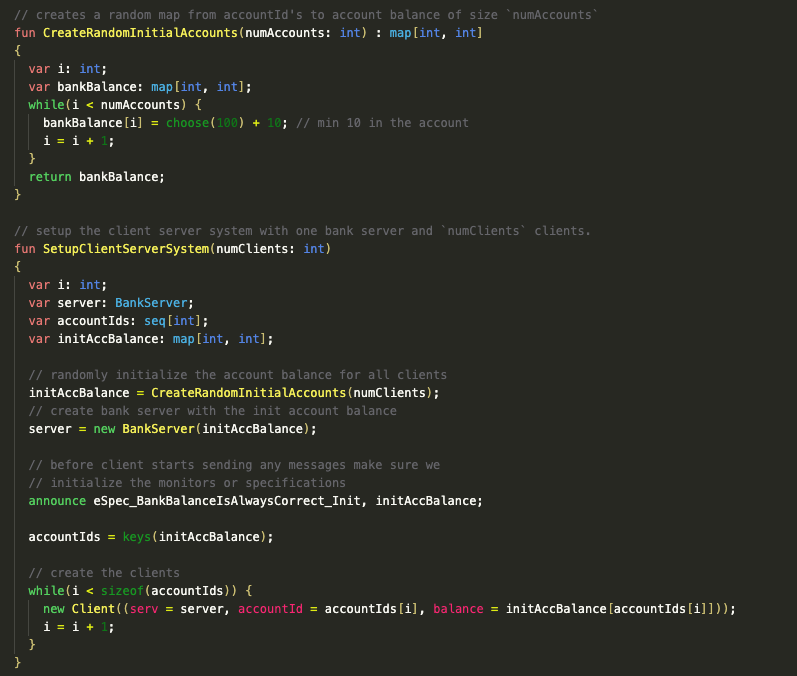 // creates a random map from accountId's to account balance of size `numAccounts`
fun CreateRandomInitialAccounts(numAccounts: int) : map[int, int]
{
  var i: int;
  var bankBalance: map[int, int];
  while(i < numAccounts) {
    bankBalance[i] = choose(100) + 10; // min 10 in the account
    i = i + 1;
  }
  return bankBalance;
}

// setup the client server system with one bank server and `numClients` clients.
fun SetupClientServerSystem(numClients: int)
{
  var i: int;
  var server: BankServer;
  var accountIds: seq[int];
  var initAccBalance: map[int, int];

  // randomly initialize the account balance for all clients
  initAccBalance = CreateRandomInitialAccounts(numClients);
  // create bank server with the init account balance
  server = new BankServer(initAccBalance);

  // before client starts sending any messages make sure we
  // initialize the monitors or specifications
  announce eSpec_BankBalanceIsAlwaysCorrect_Init, initAccBalance;

  accountIds = keys(initAccBalance);

  // create the clients
  while(i < sizeof(accountIds)) {
    new Client((serv = server, accountId = accountIds[i], balance = initAccBalance[accountIds[i]]));
    i = i + 1;
  }
}